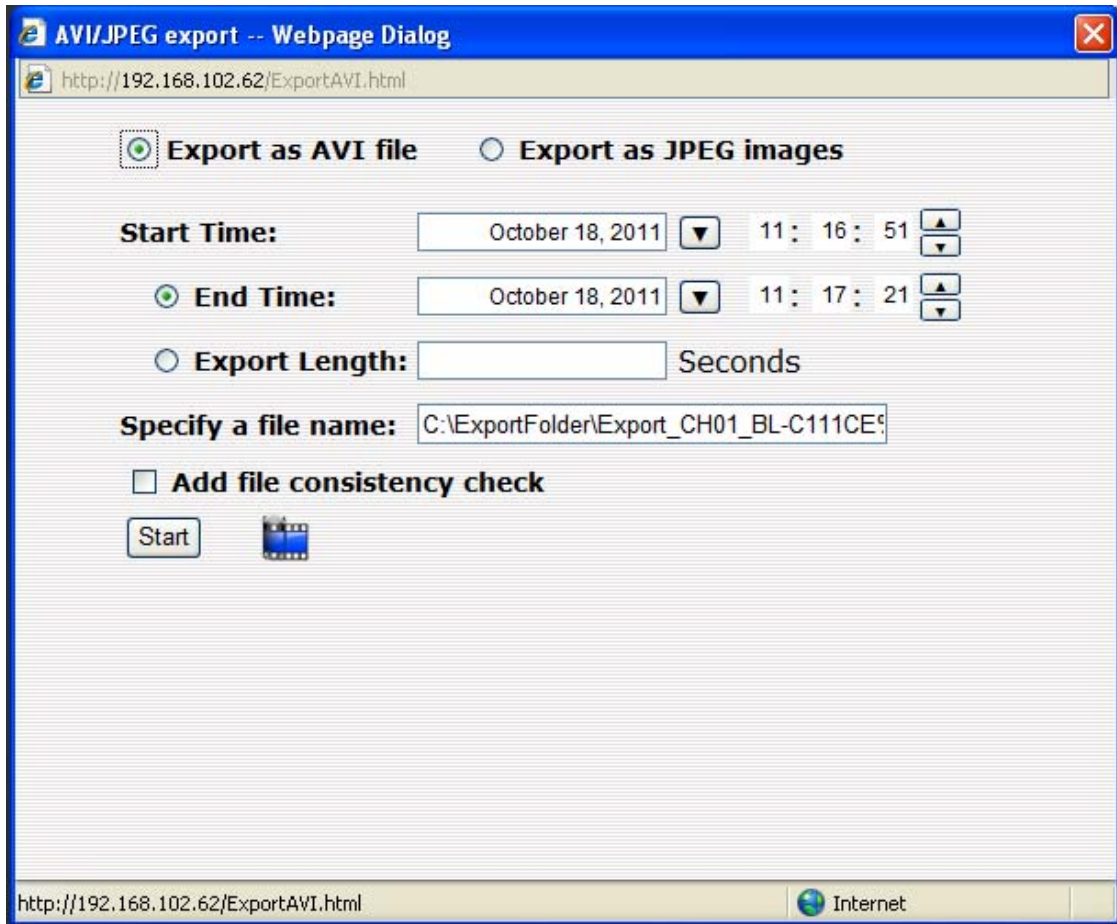 AVI/JPEG export -- Webpage Dialog
http://192.168.102.62/ExportAVI.html
Export as AVI file Export as JPEG images
Start Time: October 18, 2011 11: 16: 51
End Time: October 18, 2011 11: 17: 21
Export Length: Seconds
Specify a file name: C:\ExportFolder\Export_CH01_BL-C111CE
Add file consistency check
Start
http://192.168.102.62/ExportAVI.html Internet